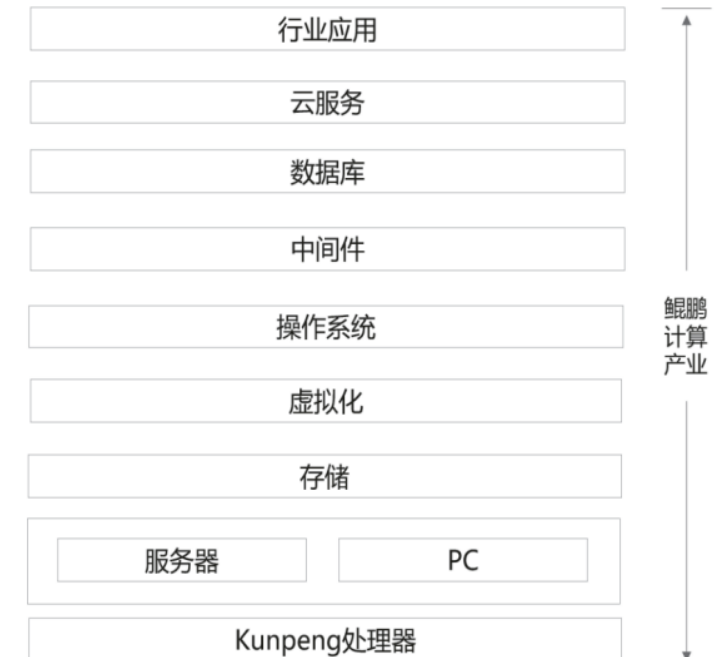 行业应用
云服务
数据库
中间件
操作系统
虚拟化
存储
服务器
PC
Kunpeng处理器
鲲鹏
计算
产业